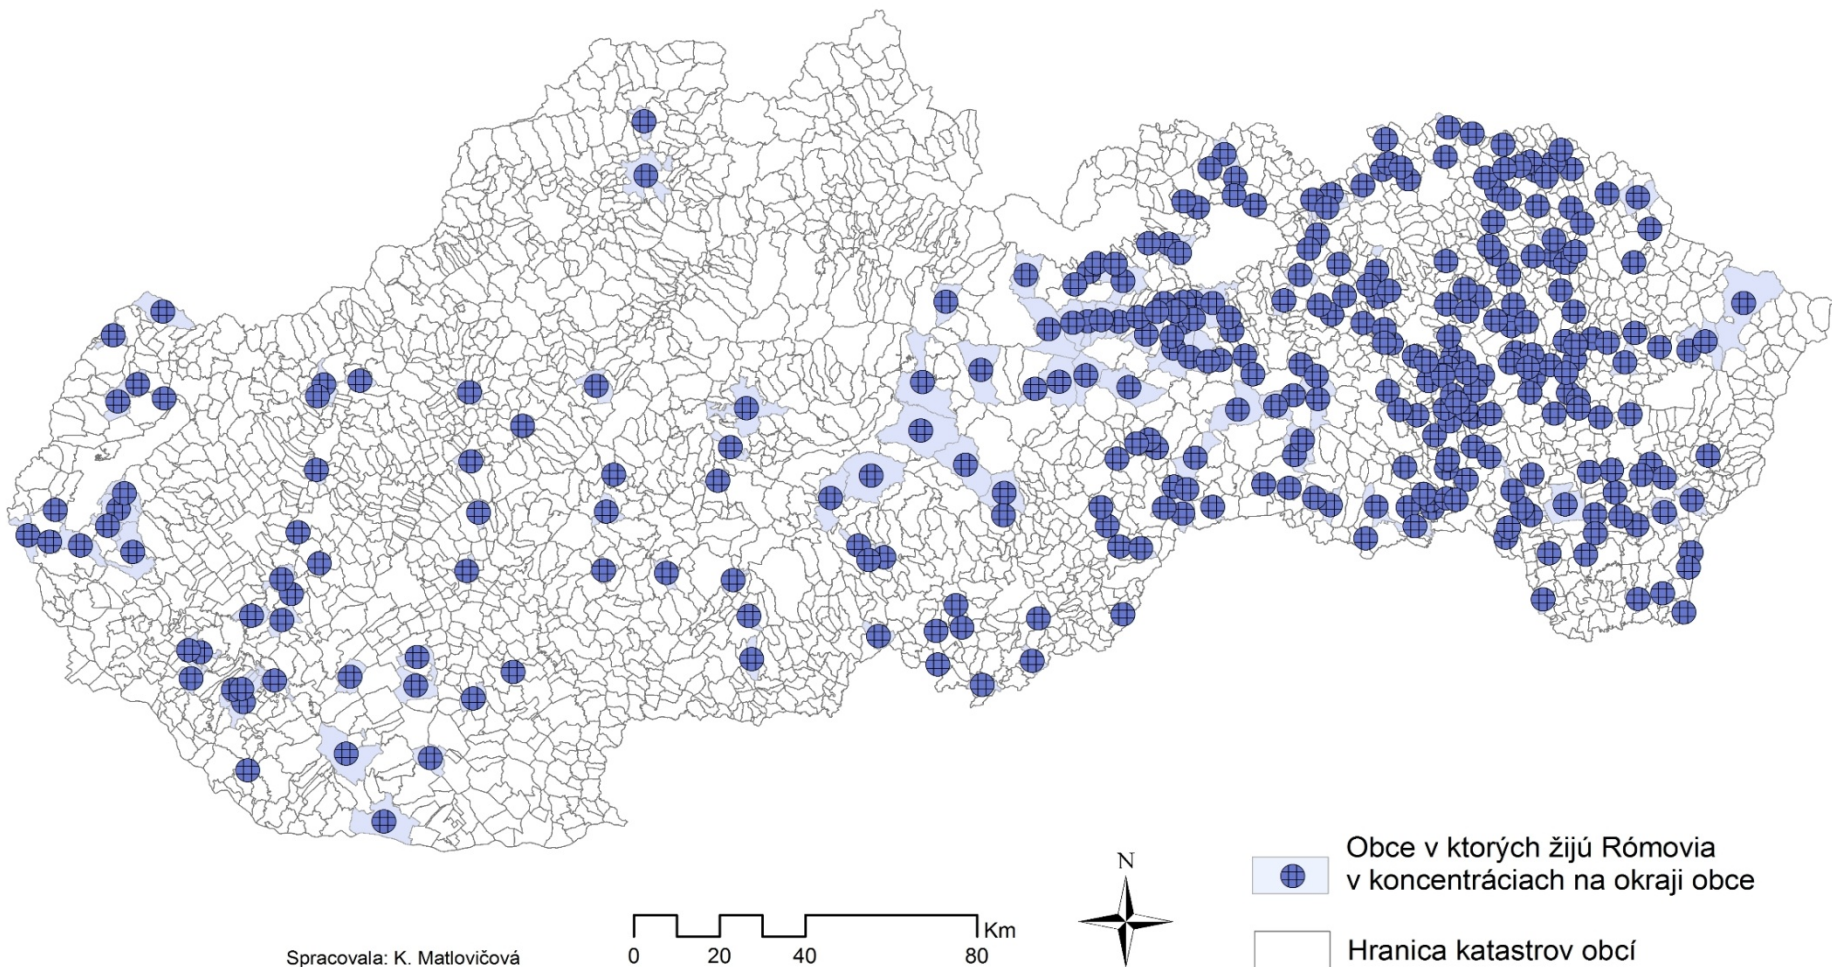 N
Obce v ktorých žijú Rómovia
v koncentráciach na okraji obce
Hranica katastrov obcí
Km
0 20 40 80
Spracovala: K. Matlovičová